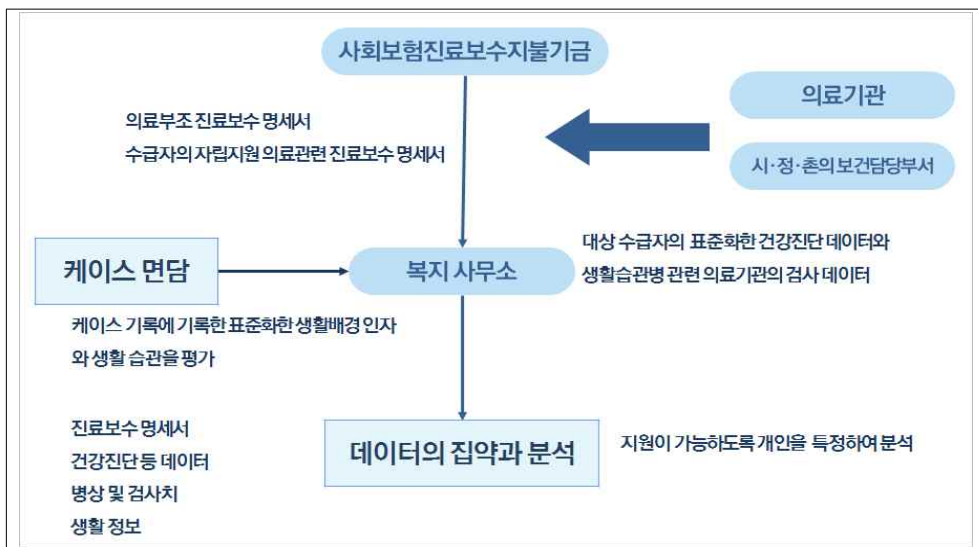 사회보험진료보수지불기금
의료부조 진료보수 명세서
수급자의 자립지원 의료관련 진료보수 명세서
의료기관
시·정·촌의 보건담당부서
케이스 면담
복지 사무소
대상 수급자의 표준화한 건강진단 데이터와
생활습관병 관련 의료기관의 검사 데이터
케이스 기록에 기록한 표준화한 생활배경 인자
와 생활 습관을 평가
진료보수 명세서
건강진단 등 데이터
병상 및 검사치
생활 정보
데이터의 집약과 분석
지원이 가능하도록 개인을 특정하여 분석